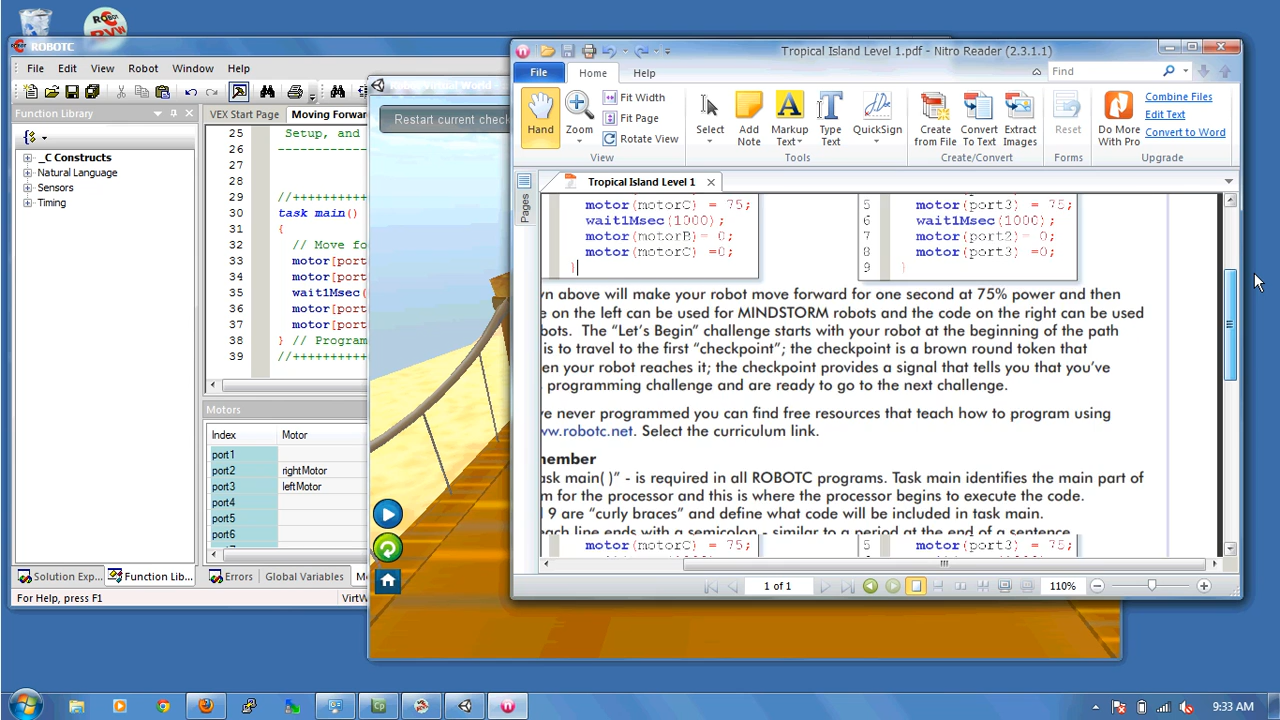 ROBOTC
File Edit View Robot Window Help
Function Library
_C Constructs
Natural Language
Sensors
Timing
VEX Start Page Moving Forwar
25 Setup, and
26 ----------
27
28
29 //++++++++++
30 task main()
31 {
32 // Move fo
33 motor[port
34 motor[port
35 wait1Msec(
36 motor[port
37 motor[port
38 } // Progra
39 //++++++++++
Motors
Index Motor
port1
port2 rightMotor
port3 leftMotor
port4
port5
port6
Solution Exp... Function Lib... Errors Global Variables
For Help, press F1 VirtW
Restart current check
Tropical Island Level 1.pdf - Nitro Reader (2.3.1.1)
File Home Help Find
Hand Zoom Fit Width Fit Page Rotate View
View
Select Add Note Markup Text Type Text QuickSign
Tools
Create from File Convert To Text Extract Images
Create/Convert
Reset
Forms
Do More With Pro Combine Files Edit Text Convert to Word
Upgrade
Tropical Island Level 1
Pages
motor(motorC) = 75; 5 motor(port3) = 75;
wait1Msec(1000); 6 wait1Msec(1000);
motor(motorB)= 0; 7 motor(port2)= 0;
motor(motorC) =0; 8 motor(port3) =0;
} 9 }
wn above will make your robot move forward for one second at 75% power and then
e on the left can be used for MINDSTORM robots and the code on the right can be used
bots. The “Let’s Begin” challenge starts with your robot at the beginning of the path
is to travel to the first “checkpoint”; the checkpoint is a brown round token that
en your robot reaches it; the checkpoint provides a signal that tells you that you’ve
programming challenge and are ready to go to the next challenge.
ve never programmed you can find free resources that teach how to program using
ww.robotc.net. Select the curriculum link.
member
ask main( )” - is required in all ROBOTC programs. Task main identifies the main part of
m for the processor and this is where the processor begins to execute the code.
d 9 are “curly braces” and define what code will be included in task main.
each line ends with a semicolon - similar to a period at the end of a sentence
motor(motorC) = 75; 5 motor(port3) = 75;
1 of 1 110%
9:33 AM